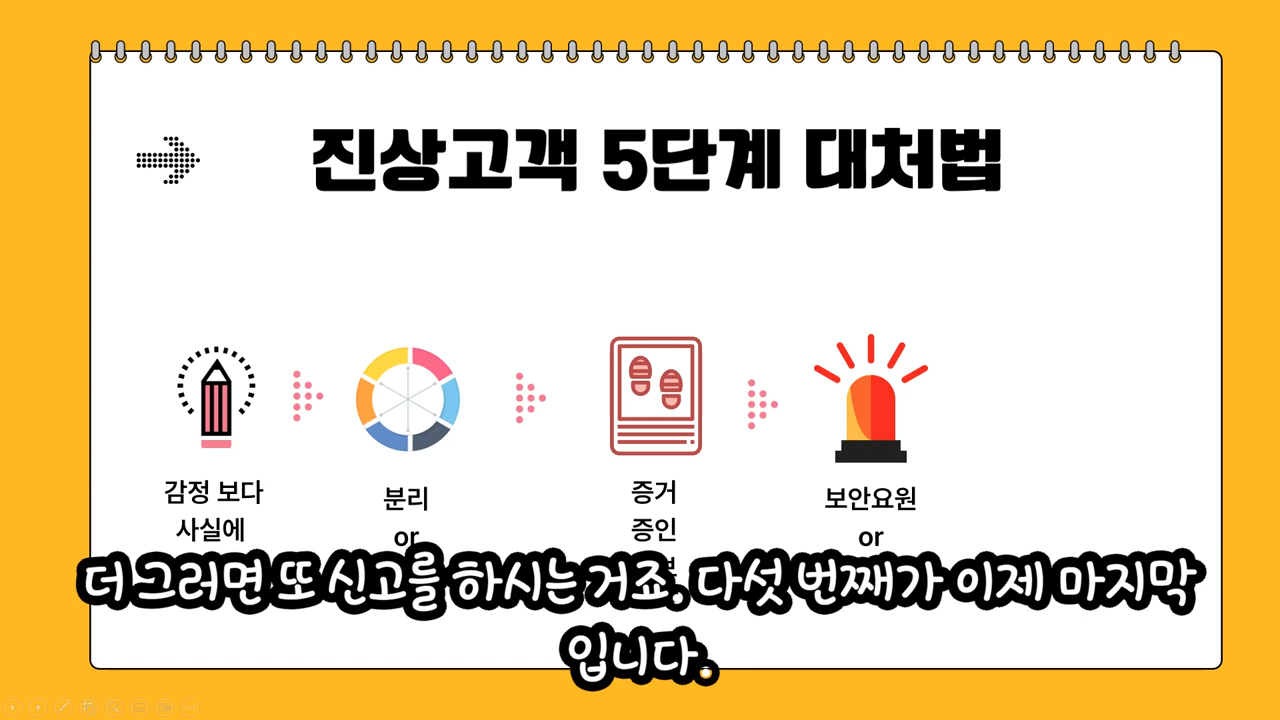 진상고객 5단계 대처법
감정 보다
사실에
분리
or
증거
증인
보안요원
or
더 그러면 또 신고를 하시는 거죠. 다섯 번째가 이제 마지막
입니다.